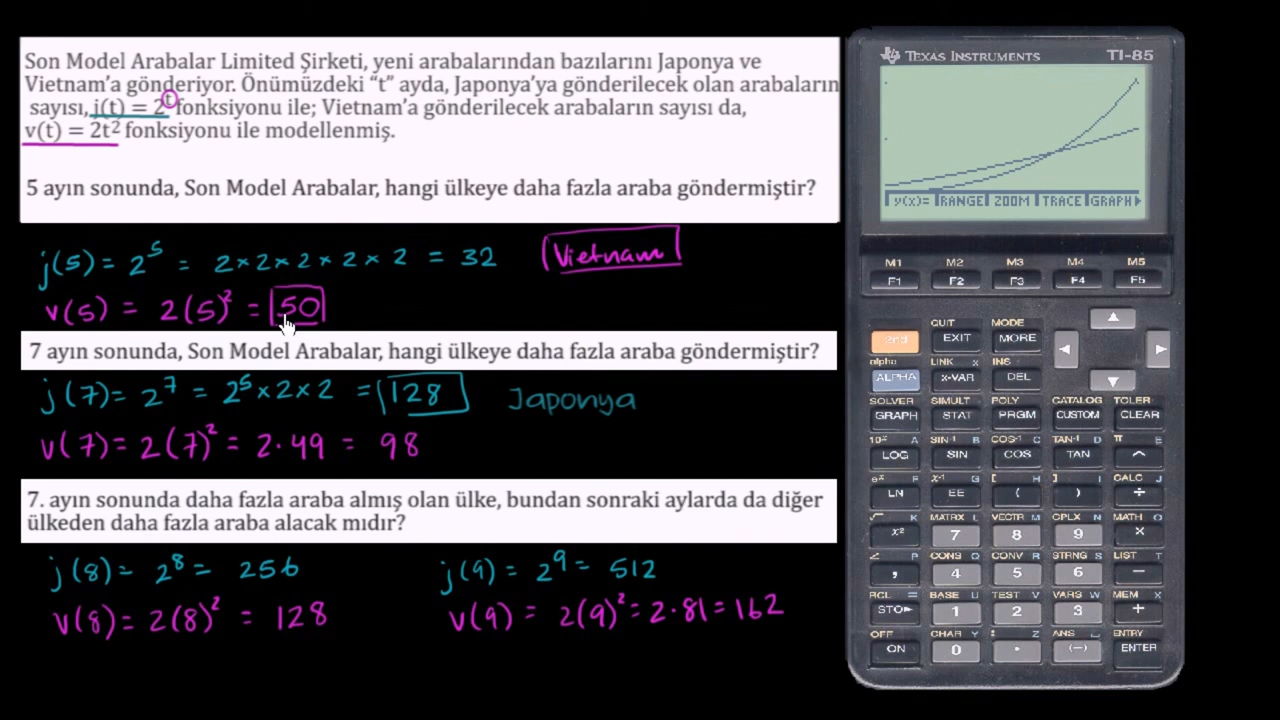 Son Model Arabalar Limited Şirketi, yeni arabalarından bazılarını Japonya ve
Vietnam'a gönderiyor. Önümüzdeki "t" ayda, Japonya'ya gönderilecek olan arabaların
sayısı, j(t) = 2^t fonksiyonu ile; Vietnam'a gönderilecek arabaların sayısı da,
v(t) = 2t² fonksiyonu ile modellenmiş.
5 ayın sonunda, Son Model Arabalar, hangi ülkeye daha fazla araba göndermiştir?
j(5) = 2⁵ = 2×2×2×2×2 = 32 Vietnam
v(5) = 2(5)² = 50
7 ayın sonunda, Son Model Arabalar, hangi ülkeye daha fazla araba göndermiştir?
j(7) = 2⁷ = 2⁵×2×2 = 128 Japonya
v(7) = 2(7)² = 2·49 = 98
7. ayın sonunda daha fazla araba almış olan ülke, bundan sonraki aylarda da diğer
ülkeden daha fazla araba alacak mıdır?
j(8) = 2⁸ = 256 j(9) = 2⁹ = 512
v(8) = 2(8)² = 128 v(9) = 2(9)² = 2·81 = 162
TEXAS INSTRUMENTS TI-85
y(x)= RANGE ZOOM TRACE GRAPH
M1 M2 M3 M4 M5
F1 F2 F3 F4 F5
QUIT MODE
2nd EXIT MORE
alpha LINK X INS
ALPHA x-VAR DEL
SOLVER SIMULT POLY CATALOG TOLER
GRAPH STAT PRGM CUSTOM CLEAR
10ˣ A SIN⁻¹ B COS⁻¹ C TAN⁻¹ D π E
LOG SIN COS TAN ^
eˣ F x⁻¹ G [ H ] I CALC J
LN EE ( ) ÷
√ K MATRX L VECTR M CPLX N MATH O
x² 7 8 9 ×
∠ P CONS Q CONV R STRNG S LIST T
, 4 5 6 −
RCL = BASE U TEST V VARS W MEM X
STO▸ 1 2 3 +
OFF CHAR Y : Z ANS ENTRY
ON 0 . (−) ENTER